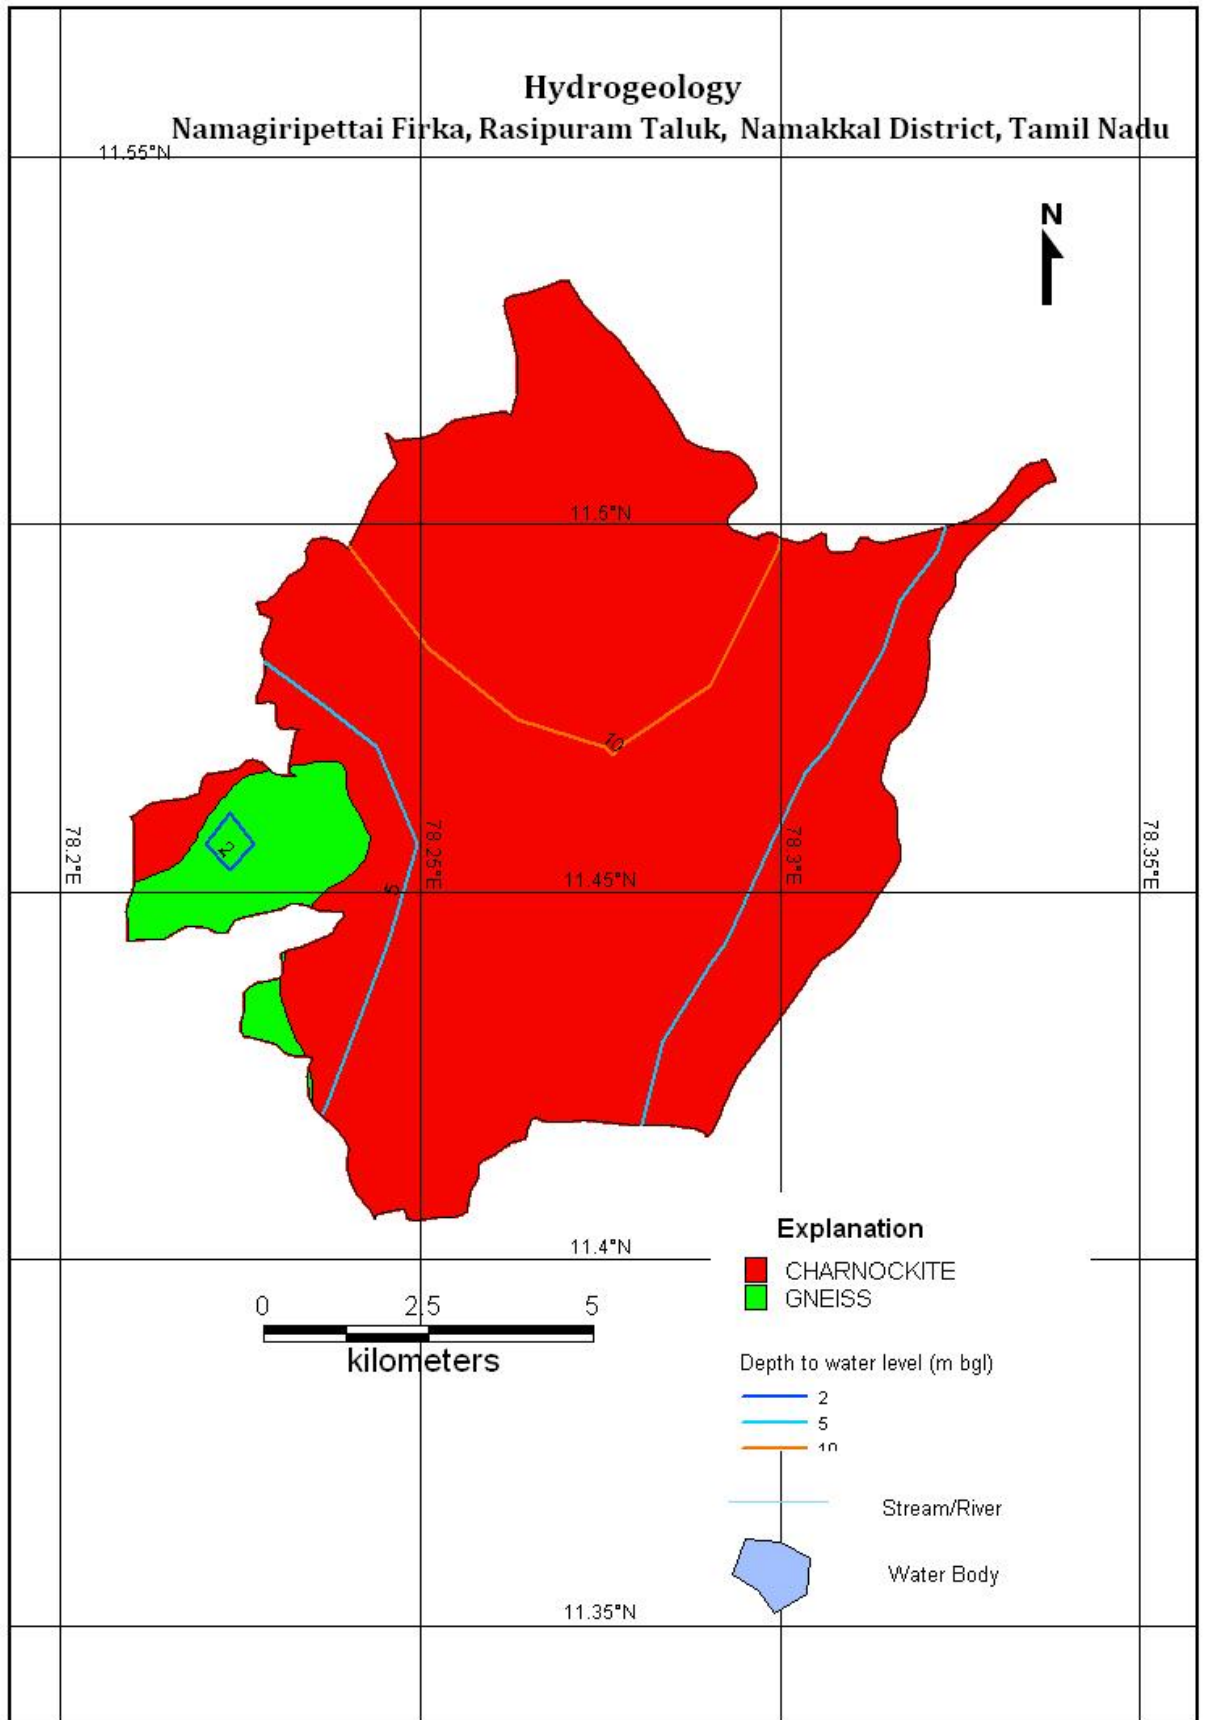 Hydrogeology
Namagiripettai Firka, Rasipuram Taluk, Namakkal District, Tamil Nadu
11.55°N
N
11.5°N
10
78.2°E
2
78.25°E
78.3°E
78.35°E
5
11.45°N
11.4°N
Explanation
CHARNOCKITE
GNEISS
0 2.5 5
kilometers
Depth to water level (m bgl)
2
5
10
Stream/River
Water Body
11.35°N